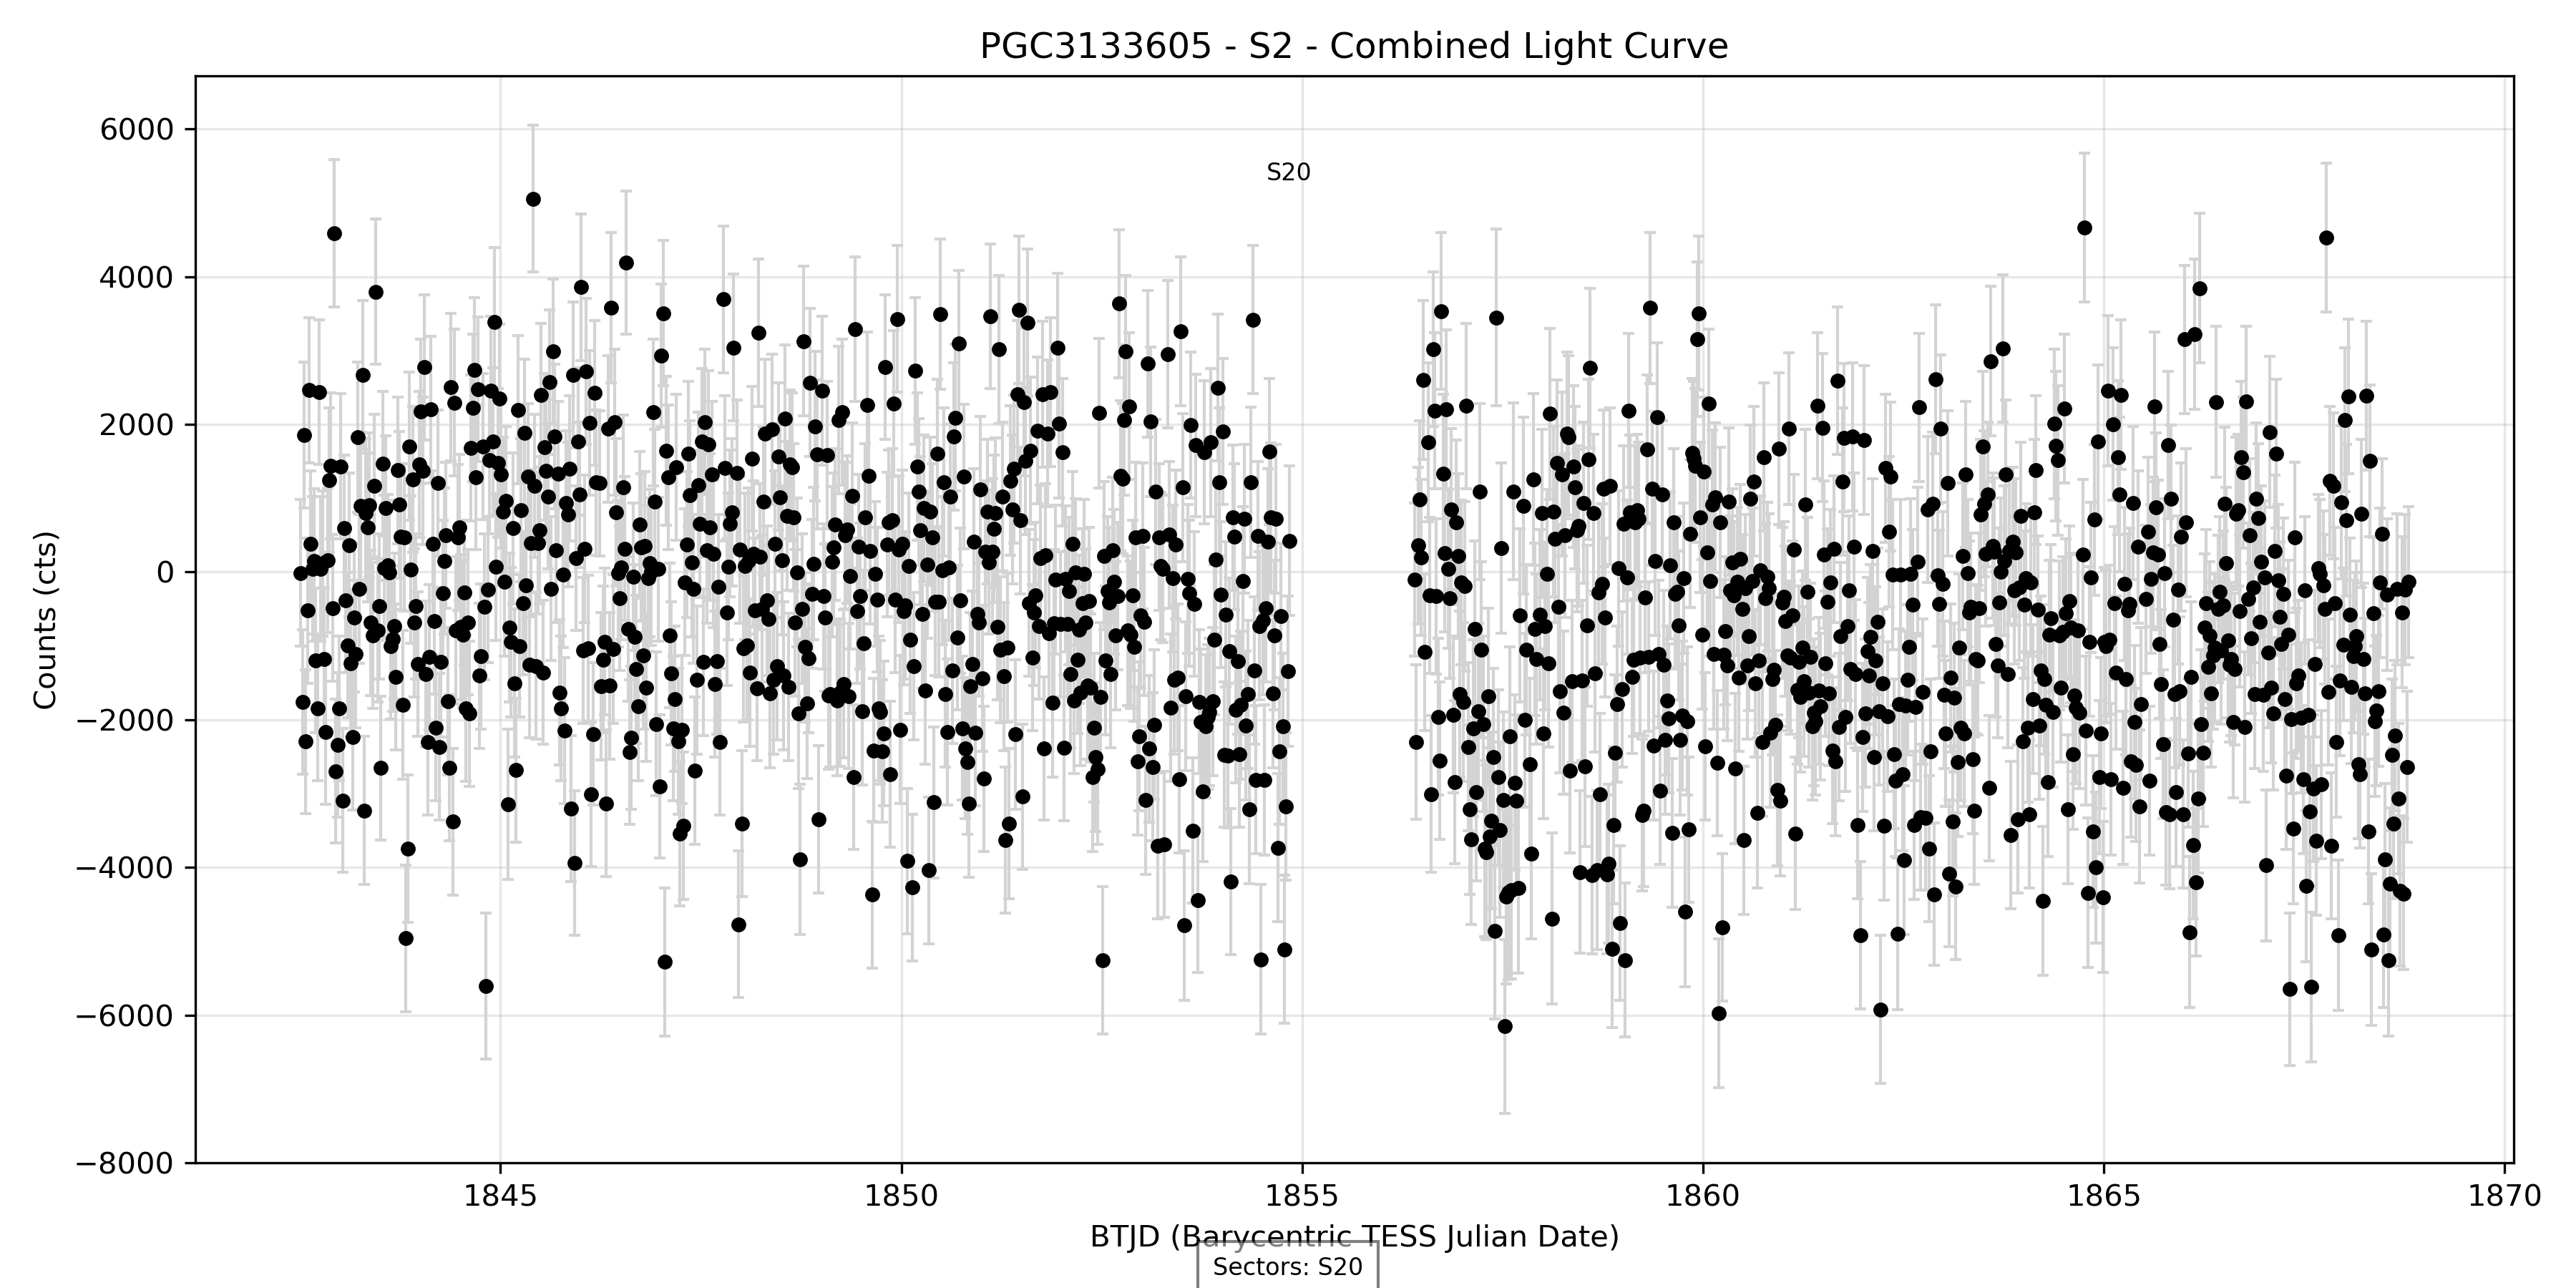 PGC3133605 - S2 - Combined Light Curve
6000
4000
2000
0
−2000
−4000
−6000
−8000
Counts (cts)
S20
1845
1850
1855
1860
1865
1870
BTJD (Barycentric TESS Julian Date)
Sectors: S20